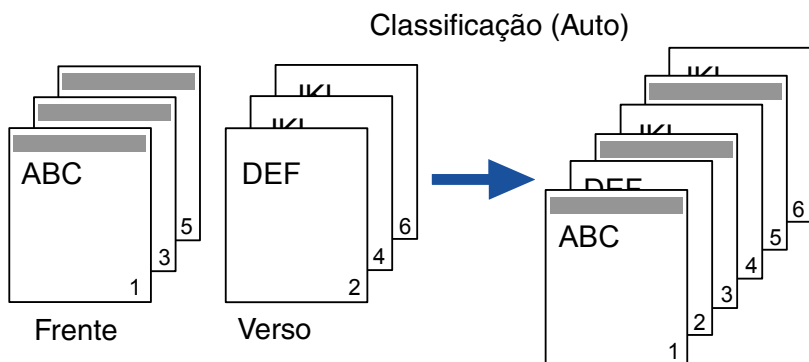 Classificação (Auto)
ABC
5
3
1
Frente
DEF
6
4
2
Verso
DEF
ABC
6
5
4
3
2
1